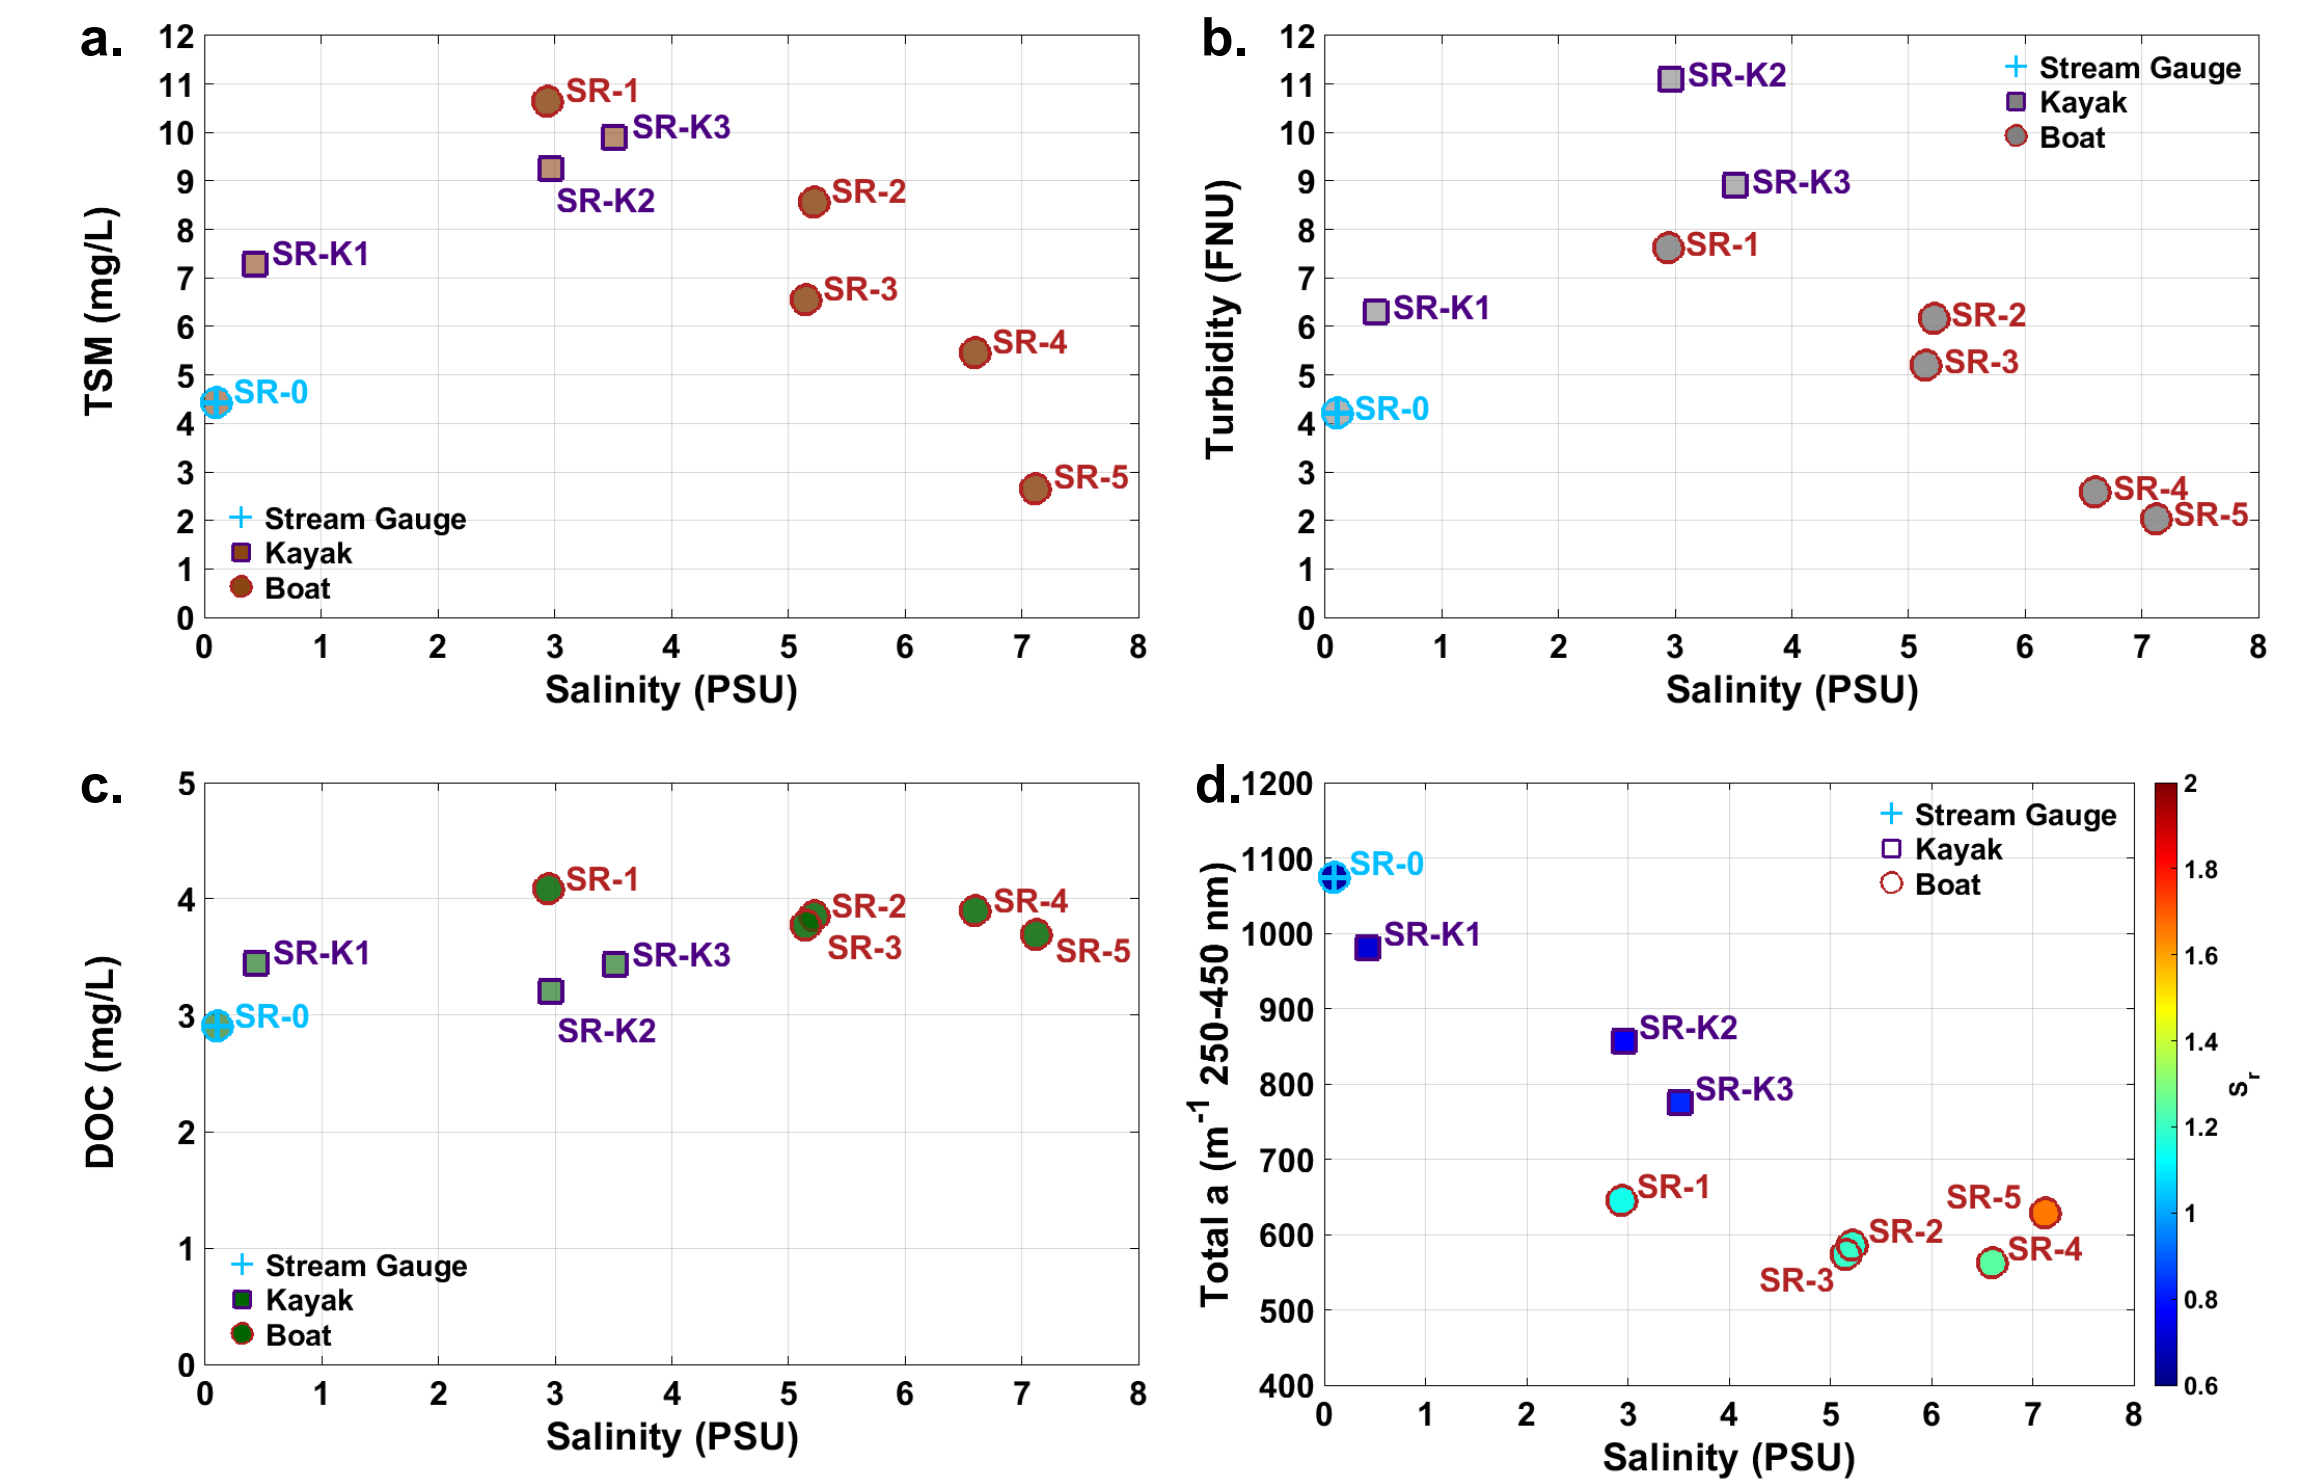 a.
12
11
10
9
8
7
6
5
4
3
2
1
0
TSM (mg/L)
SR-1
SR-K3
SR-K2
SR-2
SR-K1
SR-3
SR-4
SR-0
SR-5
Stream Gauge
Kayak
Boat
0 1 2 3 4 5 6 7 8
Salinity (PSU)
b.
12
11
10
9
8
7
6
5
4
3
2
1
0
Turbidity (FNU)
Stream Gauge
Kayak
Boat
SR-K2
SR-K3
SR-1
SR-K1
SR-2
SR-3
SR-0
SR-4
SR-5
0 1 2 3 4 5 6 7 8
Salinity (PSU)
c.
5
4
3
2
1
0
DOC (mg/L)
SR-1
SR-2
SR-4
SR-3
SR-5
SR-K1
SR-K3
SR-0
SR-K2
Stream Gauge
Kayak
Boat
0 1 2 3 4 5 6 7 8
Salinity (PSU)
d.
1200
1100
1000
900
800
700
600
500
400
Total a (m⁻¹ 250-450 nm)
Stream Gauge
Kayak
Boat
SR-0
SR-K1
SR-K2
SR-K3
SR-1
SR-5
SR-2
SR-4
SR-3
0 1 2 3 4 5 6 7 8
Salinity (PSU)
2
1.8
1.6
1.4
1.2
1
0.8
0.6
sᵣ